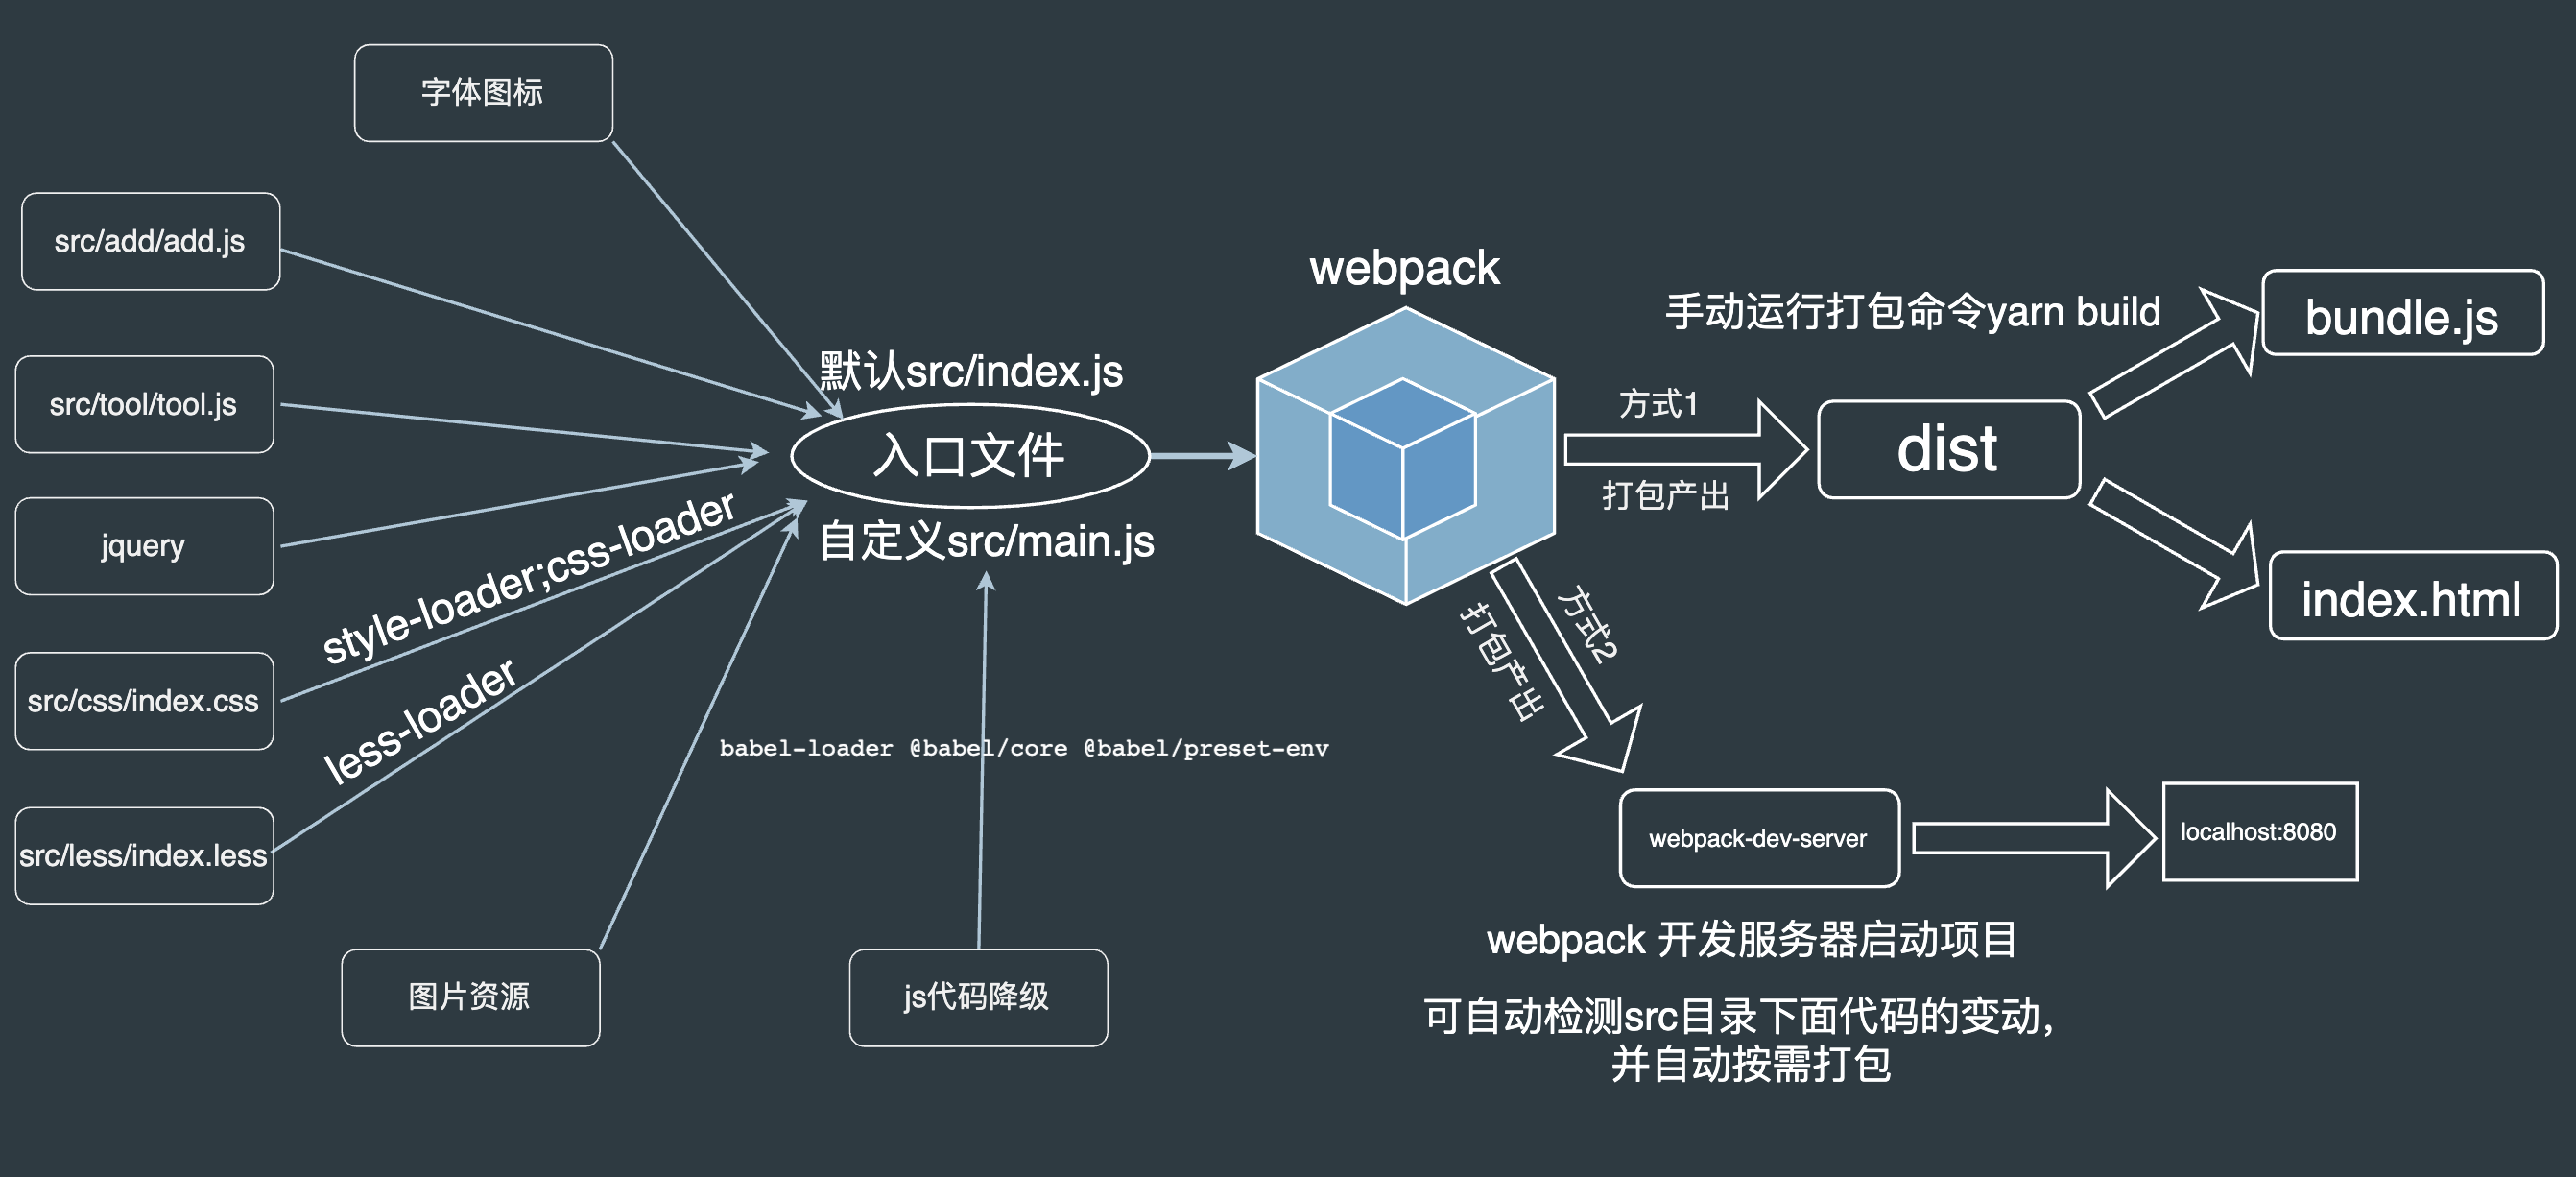 字体图标
src/add/add.js
src/tool/tool.js
jquery
src/css/index.css
src/less/index.less
style-loader;css-loader
less-loader
图片资源
js代码降级
babel-loader @babel/core @babel/preset-env
默认src/index.js
入口文件
自定义src/main.js
webpack
手动运行打包命令yarn build
方式1
打包产出
dist
bundle.js
index.html
方式2
打包产出
webpack-dev-server
localhost:8080
webpack 开发服务器启动项目
可自动检测src目录下面代码的变动，
并自动按需打包